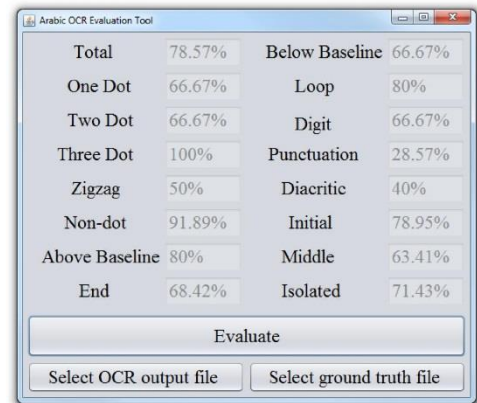 Arabic OCR Evaluation Tool
Total 78.57% Below Baseline 66.67%
One Dot 66.67% Loop 80%
Two Dot 66.67% Digit 66.67%
Three Dot 100% Punctuation 28.57%
Zigzag 50% Diacritic 40%
Non-dot 91.89% Initial 78.95%
Above Baseline 80% Middle 63.41%
End 68.42% Isolated 71.43%
Evaluate
Select OCR output file Select ground truth file